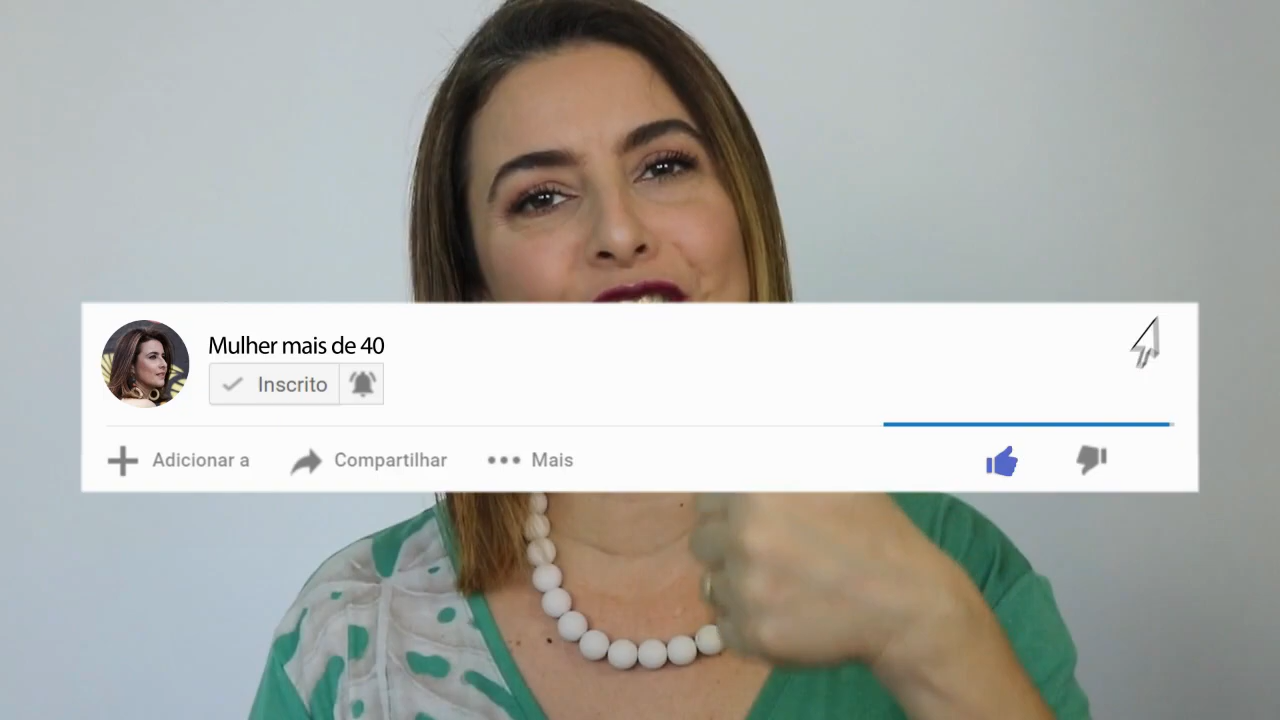 Mulher mais de 40
Inscrito
Adicionar a
Compartilhar
Mais